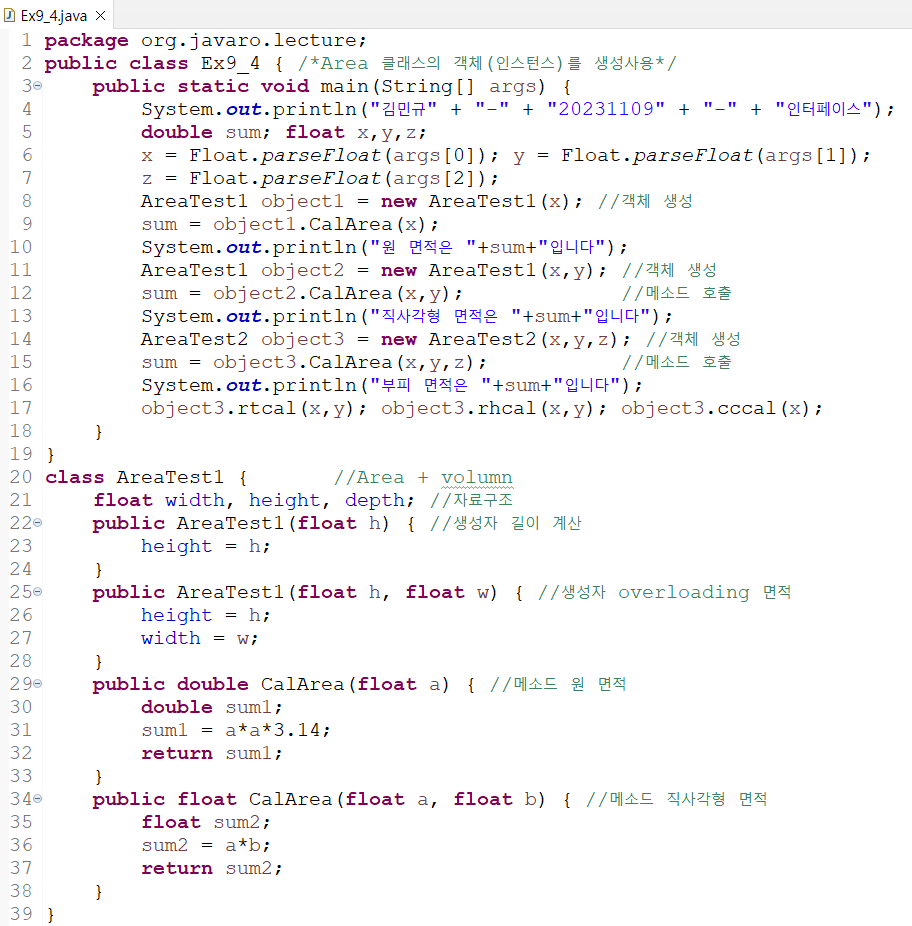 Ex9_4.java
1 package org.javaro.lecture;
2 public class Ex9_4 { /*Area 클래스의 객체(인스턴스)를 생성사용*/
3 public static void main(String[] args) {
4 System.out.println("김민규" + "-" + "20231109" + "-" + "인터페이스");
5 double sum; float x,y,z;
6 x = Float.parseFloat(args[0]); y = Float.parseFloat(args[1]);
7 z = Float.parseFloat(args[2]);
8 AreaTest1 object1 = new AreaTest1(x); //객체 생성
9 sum = object1.CalArea(x);
10 System.out.println("원 면적은 "+sum+"입니다");
11 AreaTest1 object2 = new AreaTest1(x,y); //객체 생성
12 sum = object2.CalArea(x,y); //메소드 호출
13 System.out.println("직사각형 면적은 "+sum+"입니다");
14 AreaTest2 object3 = new AreaTest2(x,y,z); //객체 생성
15 sum = object3.CalArea(x,y,z); //메소드 호출
16 System.out.println("부피 면적은 "+sum+"입니다");
17 object3.rtcal(x,y); object3.rhcal(x,y); object3.cccal(x);
18 }
19 }
20 class AreaTest1 { //Area + volumn
21 float width, height, depth; //자료구조
22 public AreaTest1(float h) { //생성자 길이 계산
23 height = h;
24 }
25 public AreaTest1(float h, float w) { //생성자 overloading 면적
26 height = h;
27 width = w;
28 }
29 public double CalArea(float a) { //메소드 원 면적
30 double sum1;
31 sum1 = a*a*3.14;
32 return sum1;
33 }
34 public float CalArea(float a, float b) { //메소드 직사각형 면적
35 float sum2;
36 sum2 = a*b;
37 return sum2;
38 }
39 }